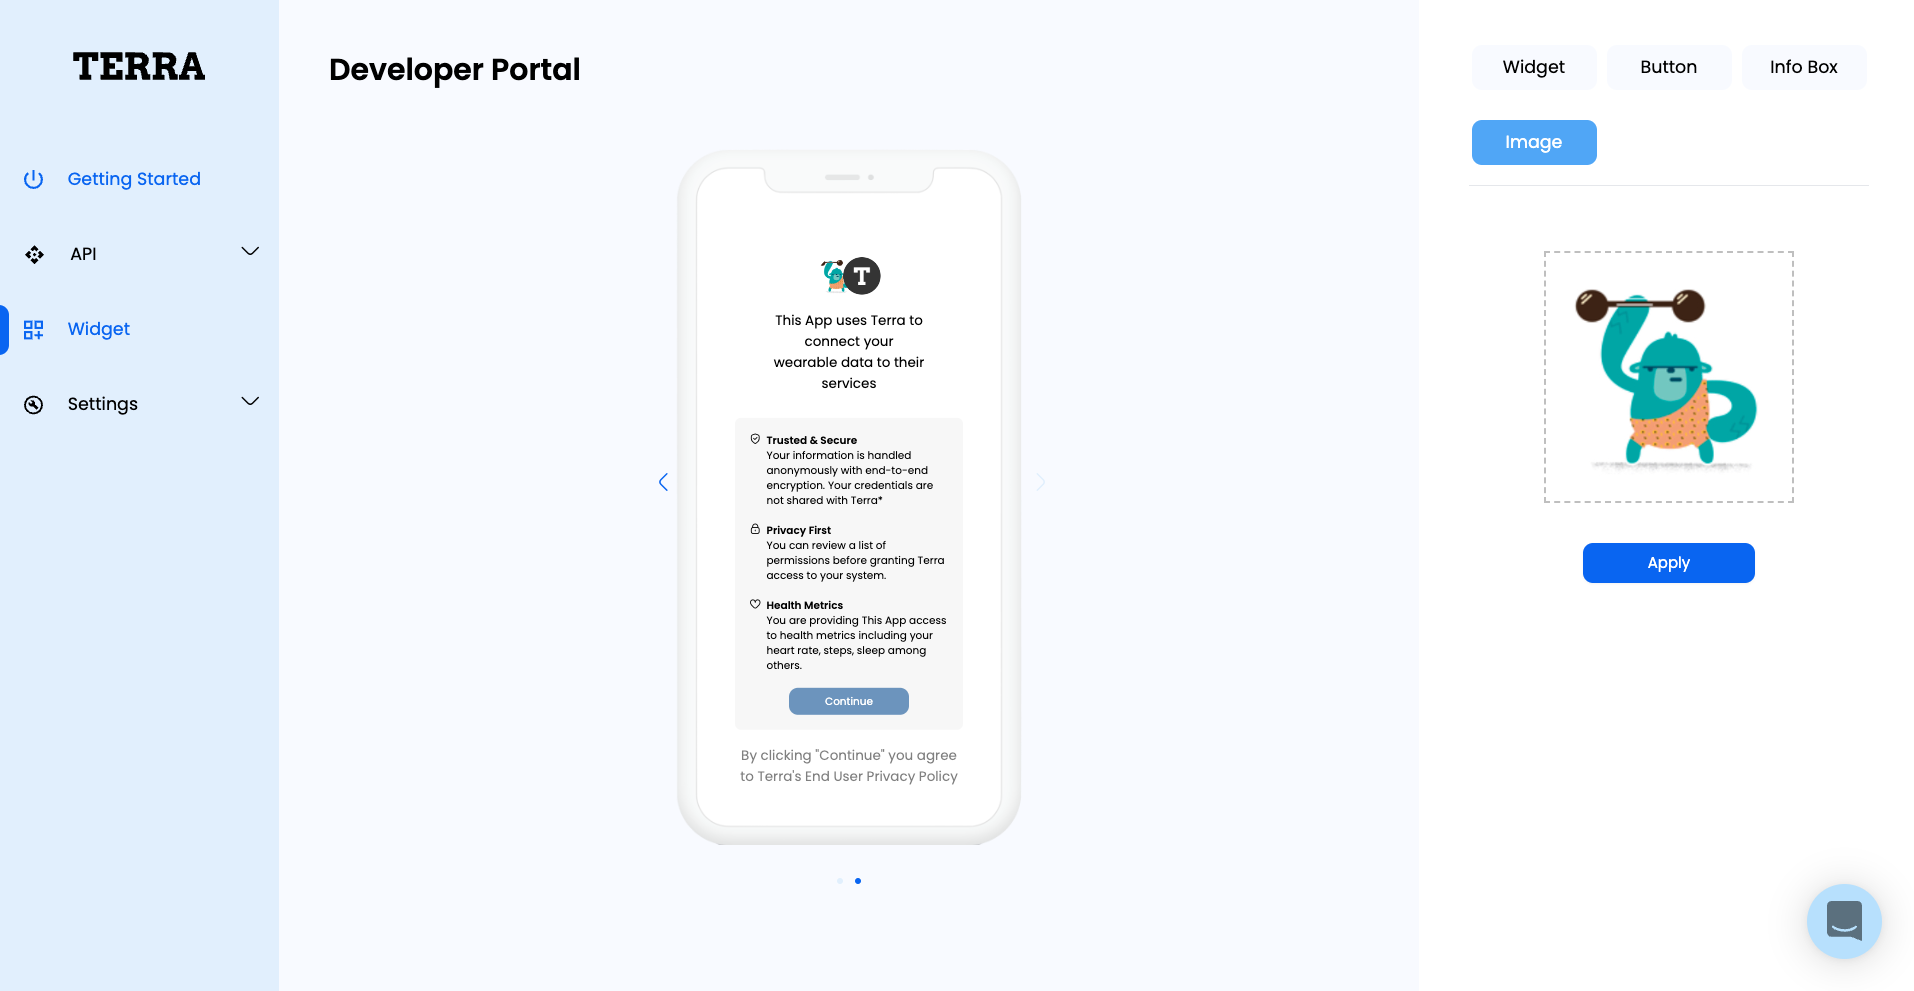 TERRA
Getting Started
API
Widget
Settings
Developer Portal
T
This App uses Terra to
connect your
wearable data to their
services
Trusted & Secure
Your information is handled
anonymously with end-to-end
encryption. Your credentials are
not shared with Terra*
Privacy First
You can review a list of
permissions before granting Terra
access to your system.
Health Metrics
You are providing This App access
to health metrics including your
heart rate, steps, sleep among
others.
Continue
By clicking "Continue" you agree
to Terra's End User Privacy Policy
Widget Button Info Box
Image
Apply